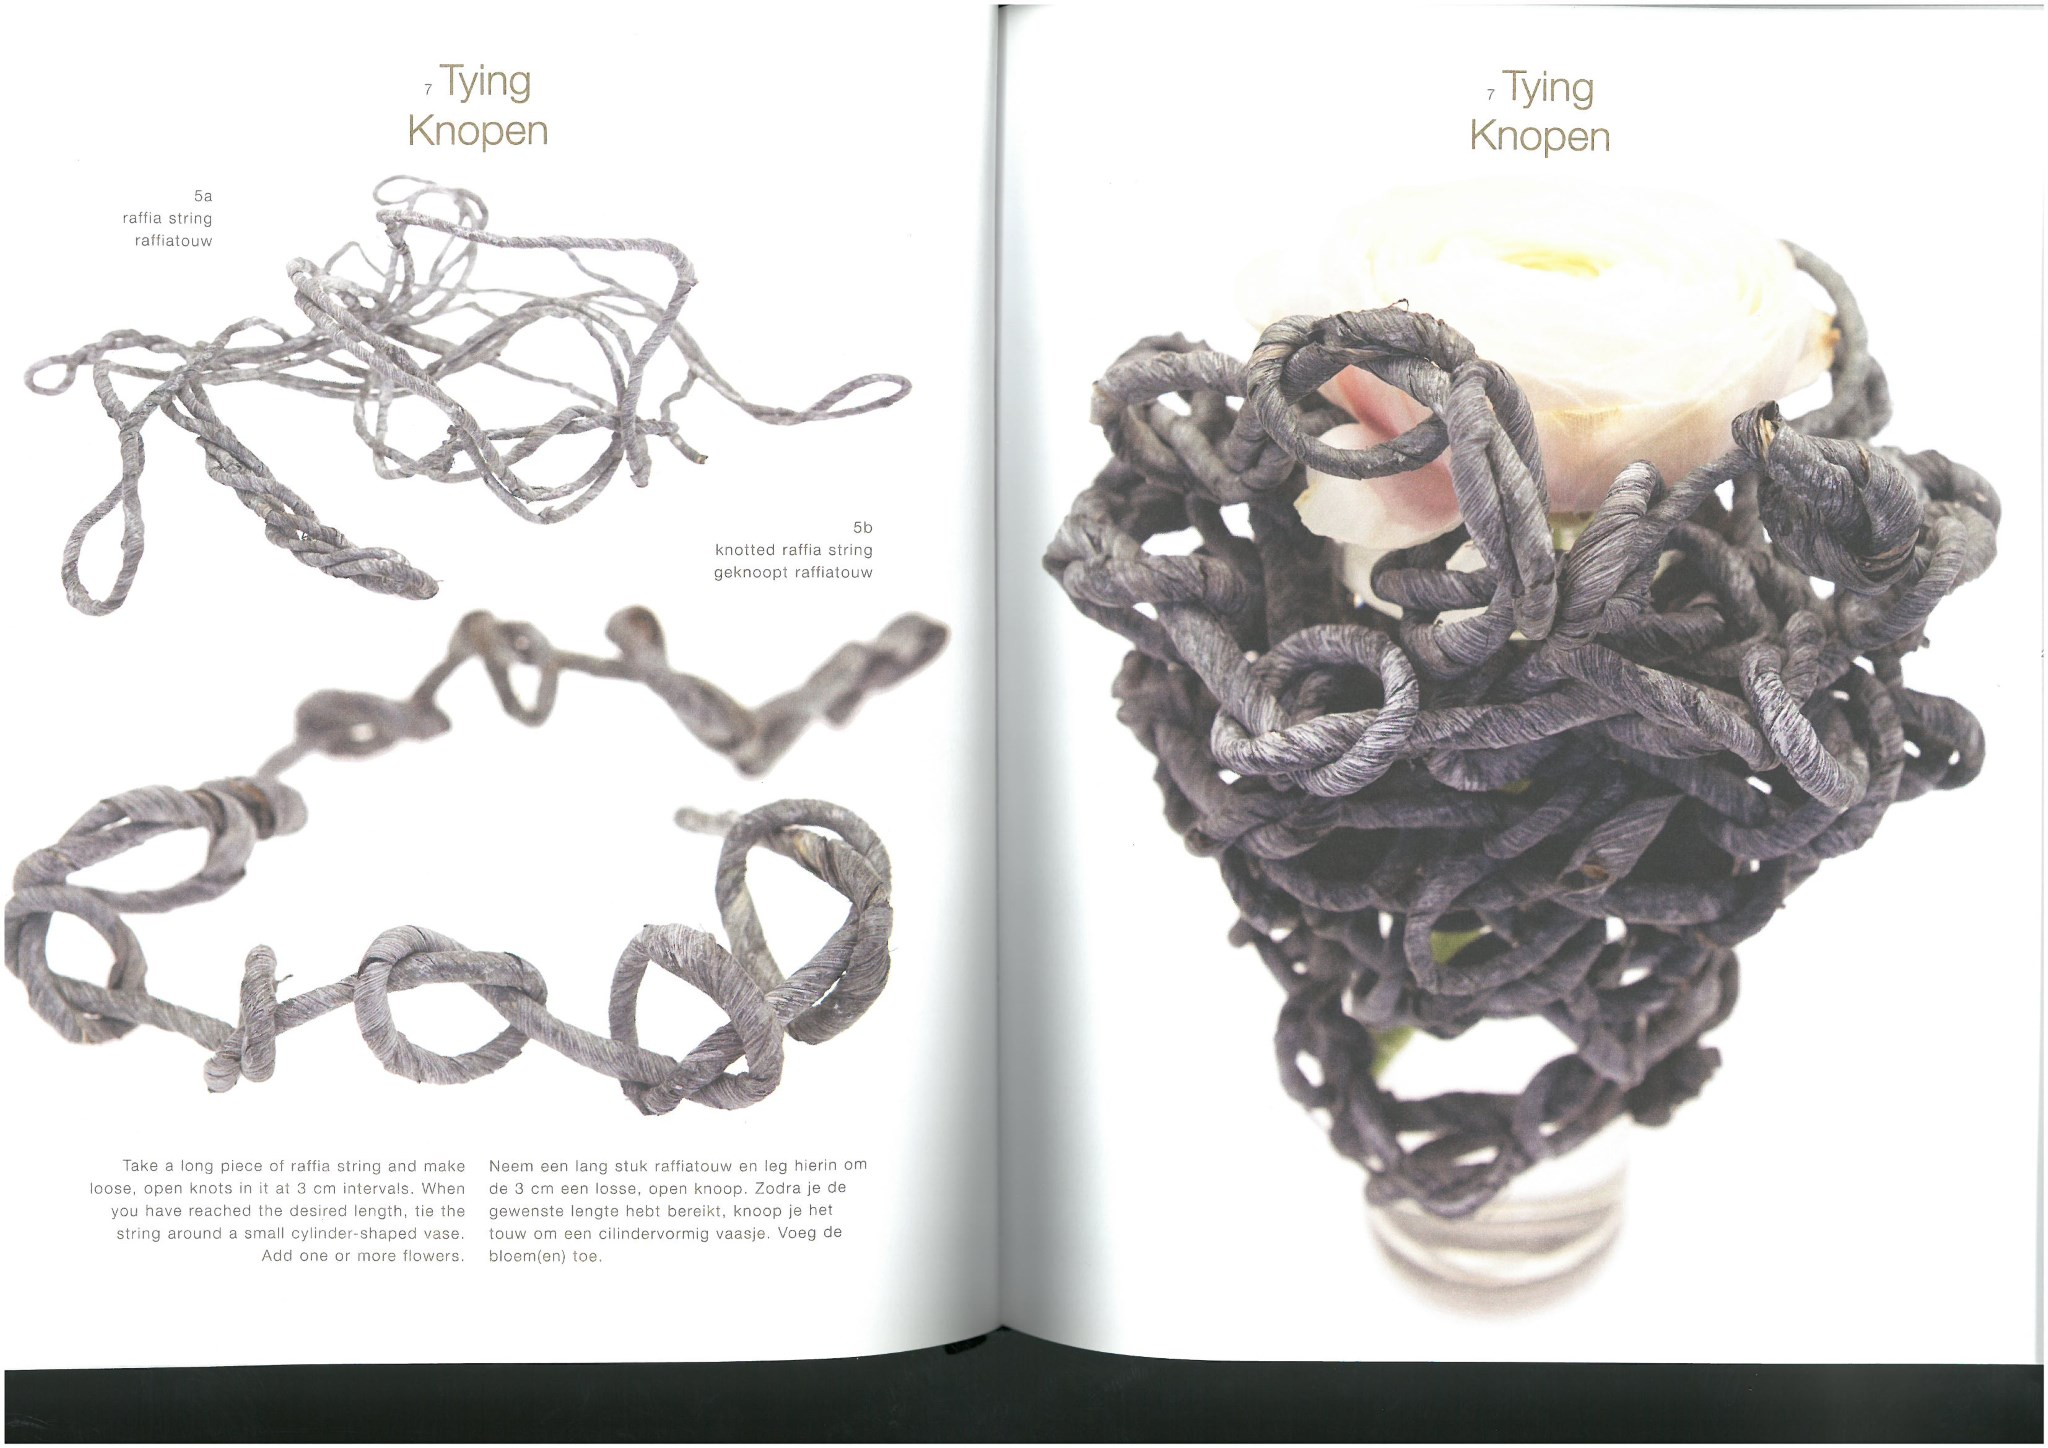 7 Tying
Knopen
5a
raffia string
raffiatouw
5b
knotted raffia string
geknoopt raffiatouw
Take a long piece of raffia string and make
loose, open knots in it at 3 cm intervals. When
you have reached the desired length, tie the
string around a small cylinder-shaped vase.
Add one or more flowers.
Neem een lang stuk raffiatouw en leg hierin om
de 3 cm een losse, open knoop. Zodra je de
gewenste lengte hebt bereikt, knoop je het
touw om een cilindervormig vaasje. Voeg de
bloem(en) toe.
7 Tying
Knopen